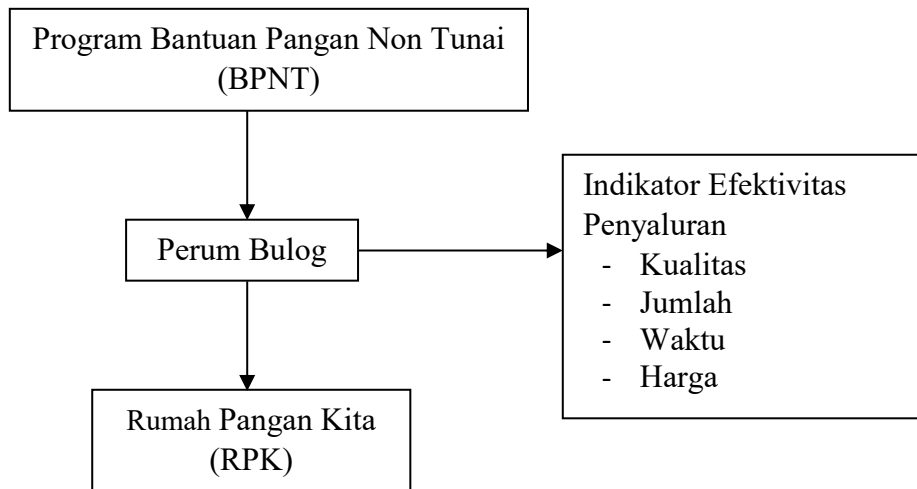 Program Bantuan Pangan Non Tunai
(BPNT)
Perum Bulog
Indikator Efektivitas
Penyaluran
- Kualitas
- Jumlah
- Waktu
- Harga
Rumah Pangan Kita
(RPK)